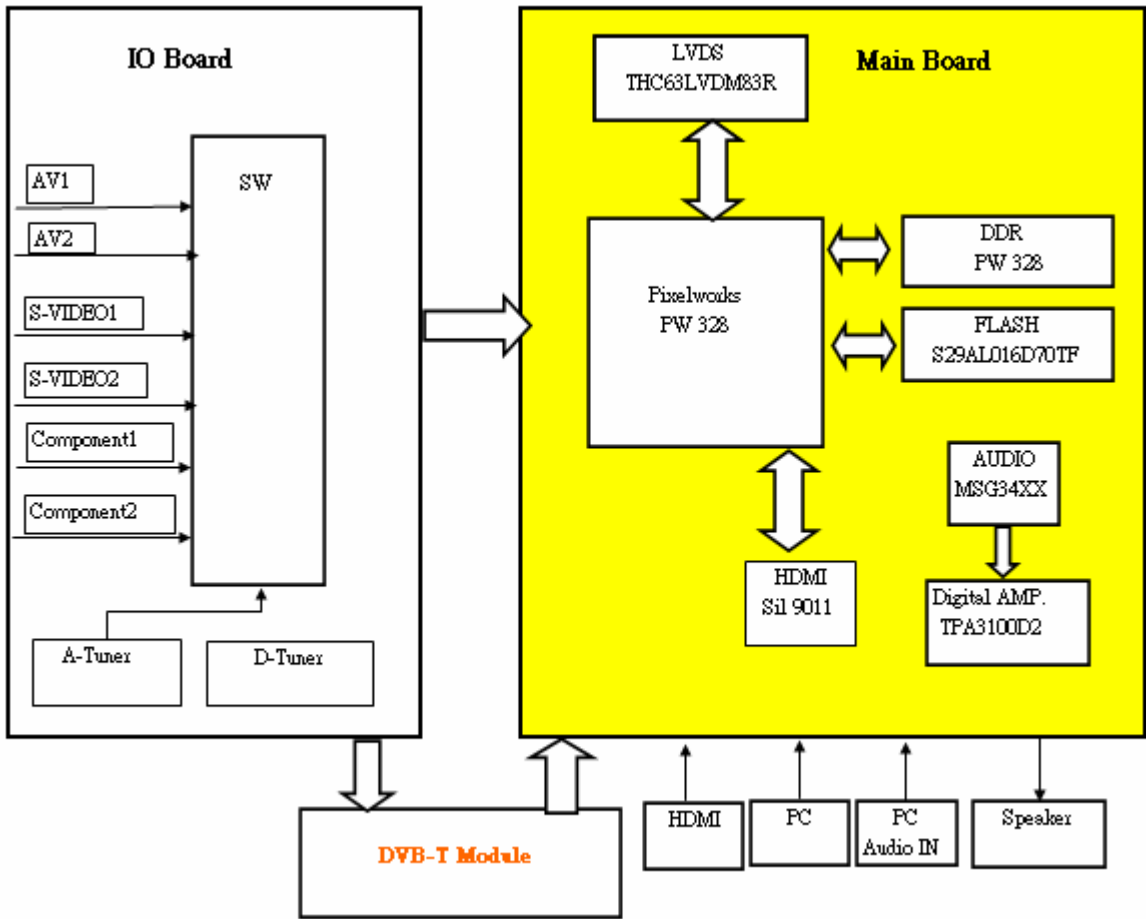 IO Board
SW
AV1
AV2
S-VIDEO1
S-VIDEO2
Component1
Component2
A-Tuner
D-Tuner
Main Board
LVDS
THC63LVDM83R
Pixelworks
PW 328
DDR
PW 328
FLASH
S29AL016D70TF
AUDIO
MSG34XX
HDMI
Sil 9011
Digital AMP.
TPA3100D2
DVB-T Module
HDMI
PC
PC
Audio IN
Speaker